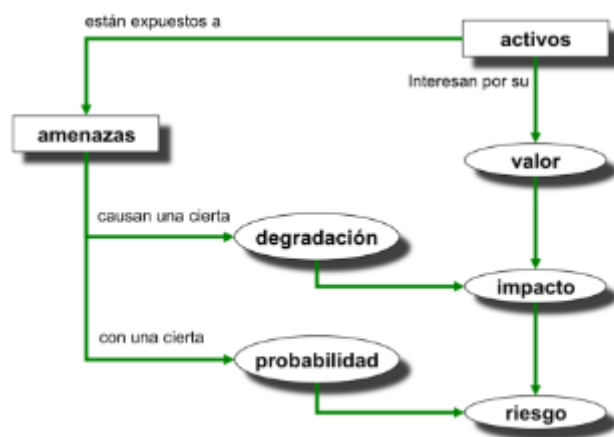 están expuestos a
activos
Interesan por su
amenazas
valor
causan una cierta
degradación
impacto
con una cierta
probabilidad
riesgo